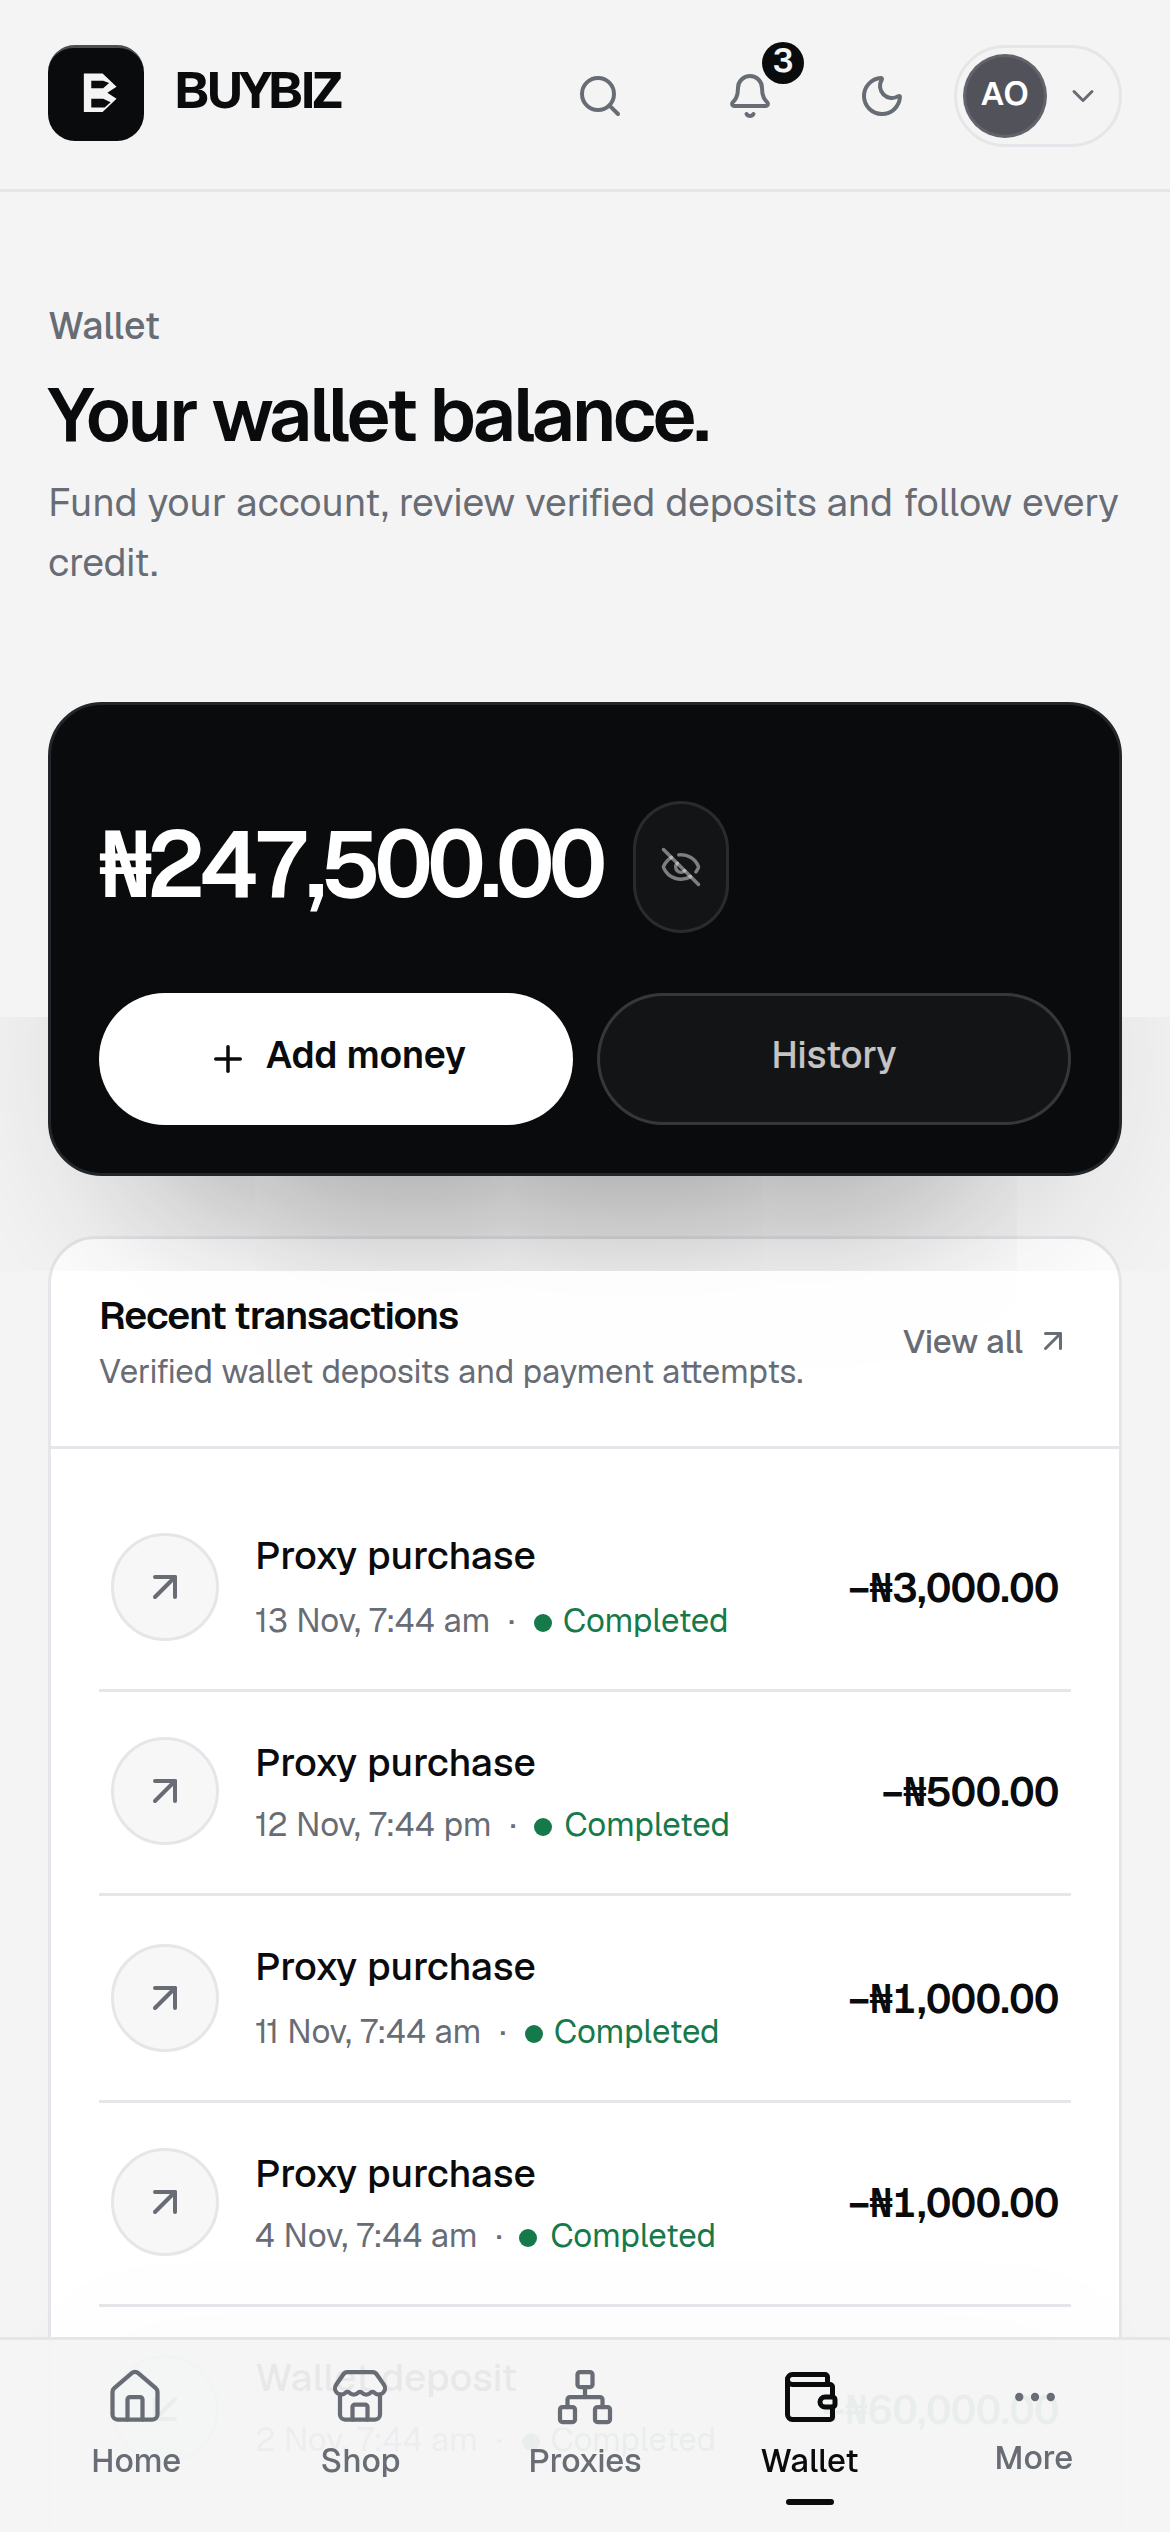 BUYBIZ
3
AO
Wallet
Your wallet balance.
Fund your account, review verified deposits and follow every
credit.
₦247,500.00
Add money
History
Recent transactions
Verified wallet deposits and payment attempts.
View all
Proxy purchase
13 Nov, 7:44 am · Completed
−₦3,000.00
Proxy purchase
12 Nov, 7:44 pm · Completed
−₦500.00
Proxy purchase
11 Nov, 7:44 am · Completed
−₦1,000.00
Proxy purchase
4 Nov, 7:44 am · Completed
−₦1,000.00
Wallet deposit
2 Nov, 7:44 am · Completed
₦60,000.00
Home
Shop
Proxies
Wallet
More